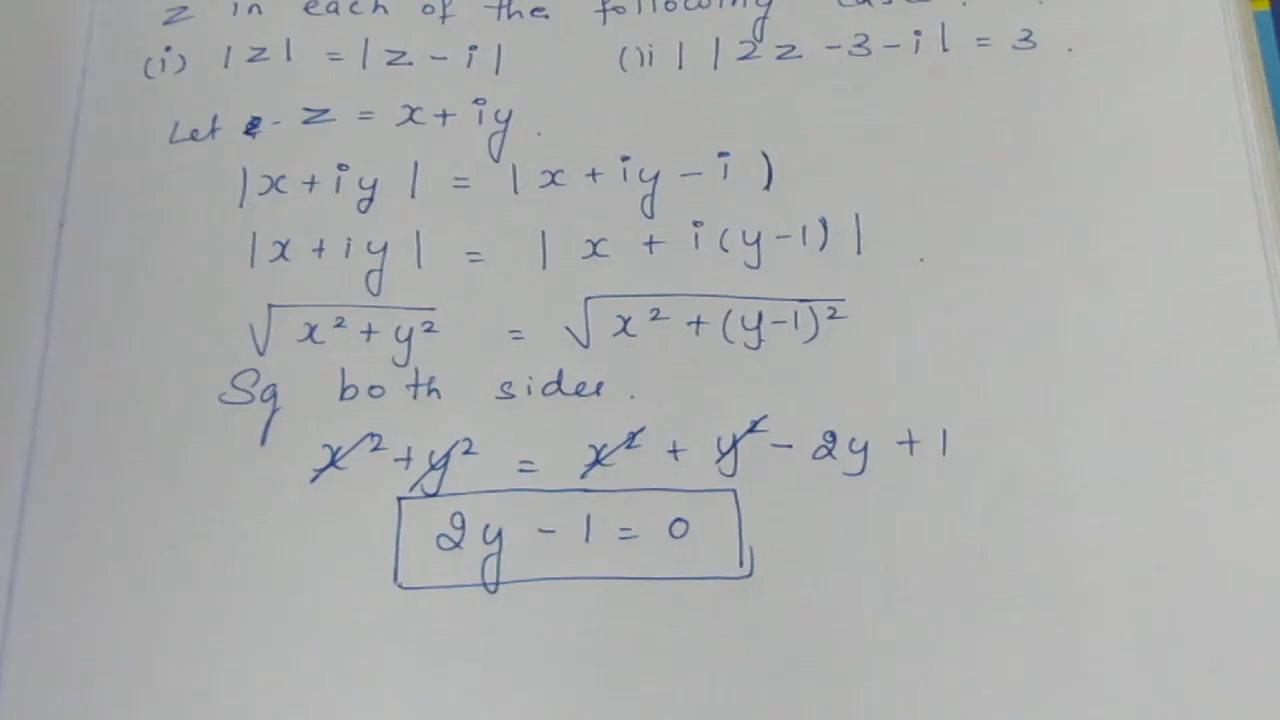 z in each of the following
(i) |z| = |z - i| (ii) | |2z - 3 - i| = 3 .
Let z = x + iy .
|x + iy| = |x + iy - i)
|x + iy| = | x + i(y-1) |
√x² + y² = √x² + (y-1)²
Sq both sides .
x² + y² = x² + y² - 2y + 1
2y - 1 = 0